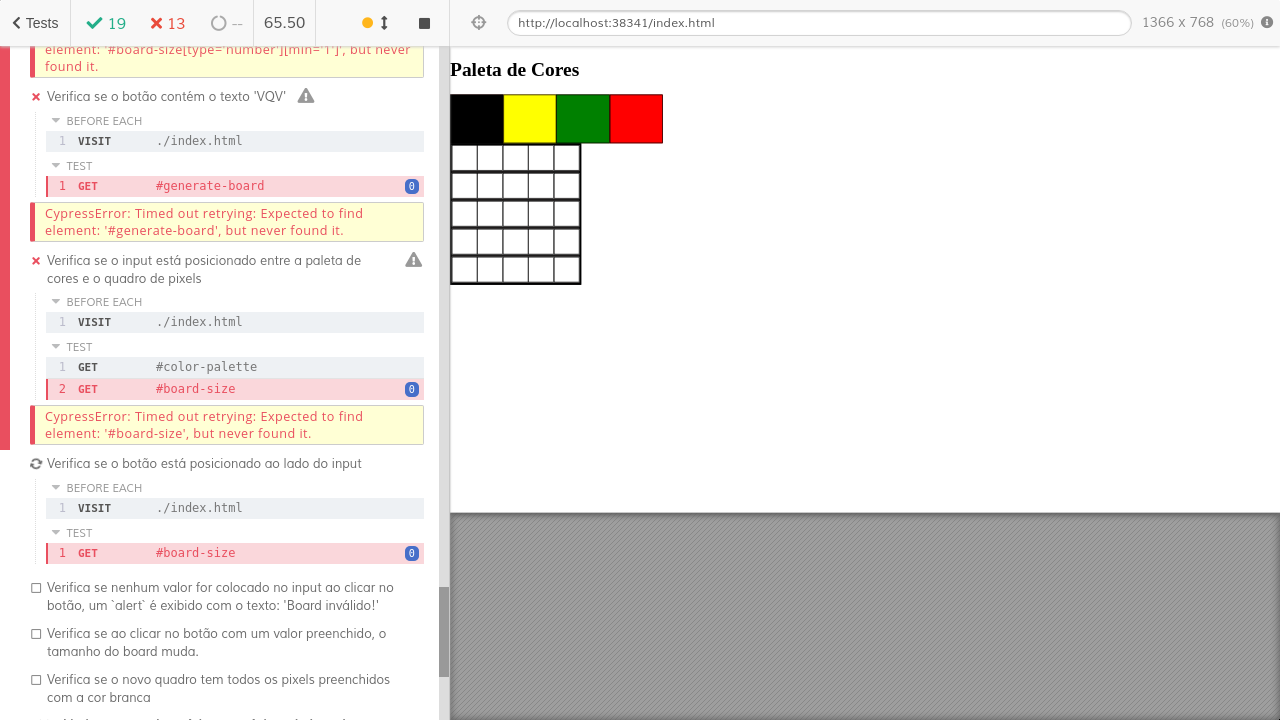 Tests
19
13
--
65.50
http://localhost:38341/index.html
1366 x 768 (60%)
element: '#board-size[type='number'][min='1']', but never
found it.
Verifica se o botão contém o texto 'VQV'
BEFORE EACH
1 VISIT ./index.html
TEST
1 GET #generate-board 0
CypressError: Timed out retrying: Expected to find
element: '#generate-board', but never found it.
Verifica se o input está posicionado entre a paleta de
cores e o quadro de pixels
BEFORE EACH
1 VISIT ./index.html
TEST
1 GET #color-palette
2 GET #board-size 0
CypressError: Timed out retrying: Expected to find
element: '#board-size', but never found it.
Verifica se o botão está posicionado ao lado do input
BEFORE EACH
1 VISIT ./index.html
TEST
1 GET #board-size 0
Verifica se nenhum valor for colocado no input ao clicar no
botão, um `alert` é exibido com o texto: 'Board inválido!'
Verifica se ao clicar no botão com um valor preenchido, o
tamanho do board muda.
Verifica se o novo quadro tem todos os pixels preenchidos
com a cor branca
Paleta de Cores